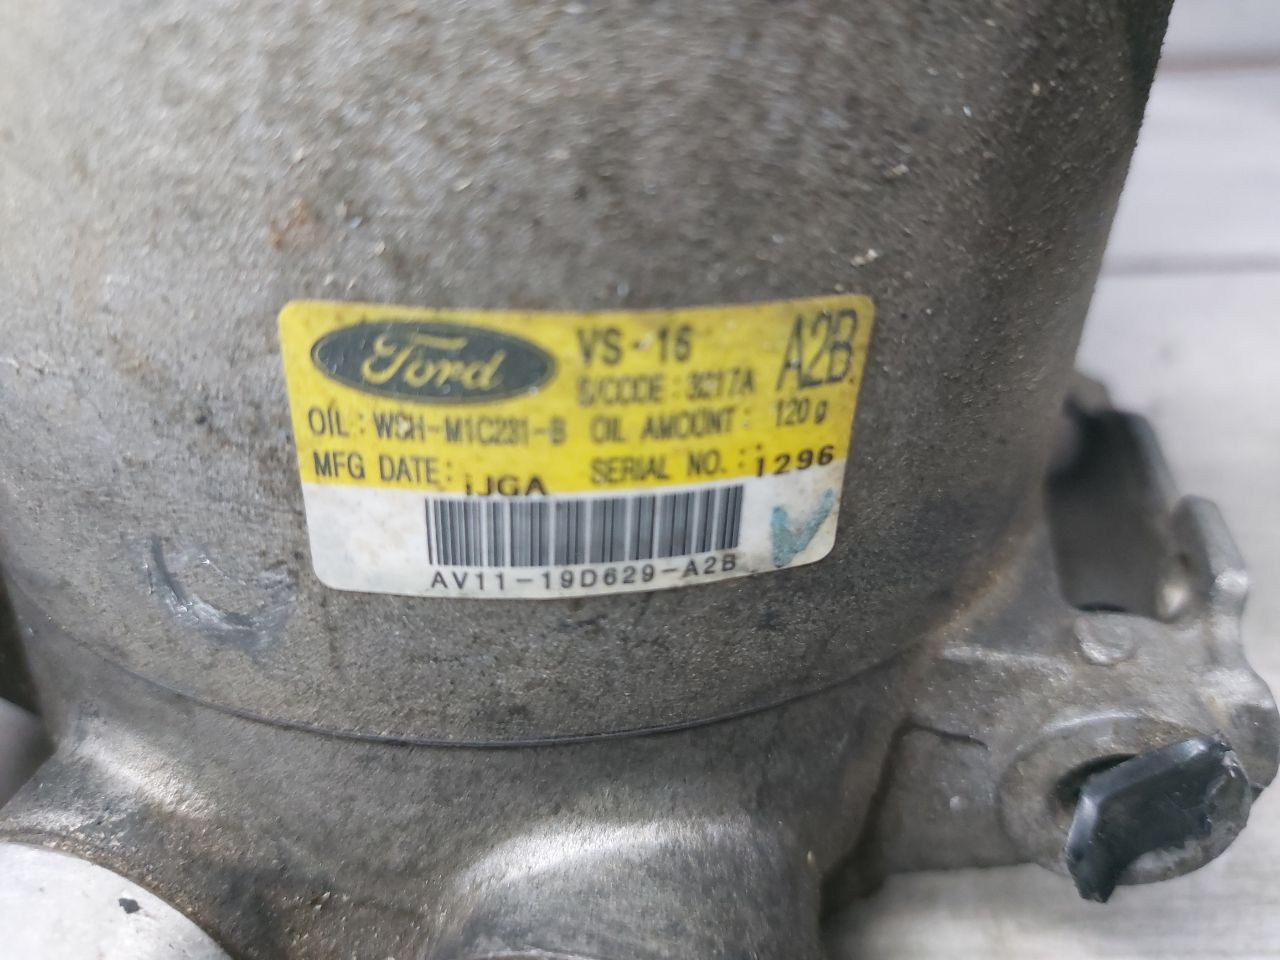 Ford VS-16 A2B
S/CODE : 3217A
OIL : WSH-M1C231-B OIL AMOUNT : 120 g
MFG DATE : iJGA SERIAL NO. : 1296
AV11-19D629-A2B